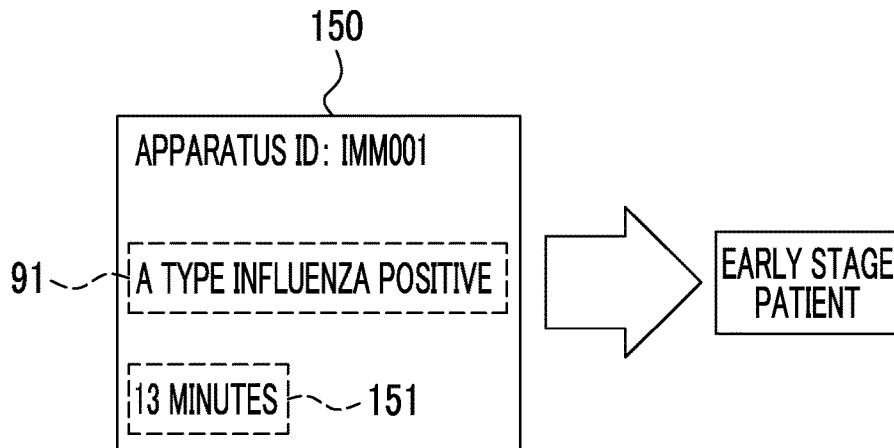 150
APPARATUS ID: IMM001
91
A TYPE INFLUENZA POSITIVE
EARLY STAGE
PATIENT
13 MINUTES
151